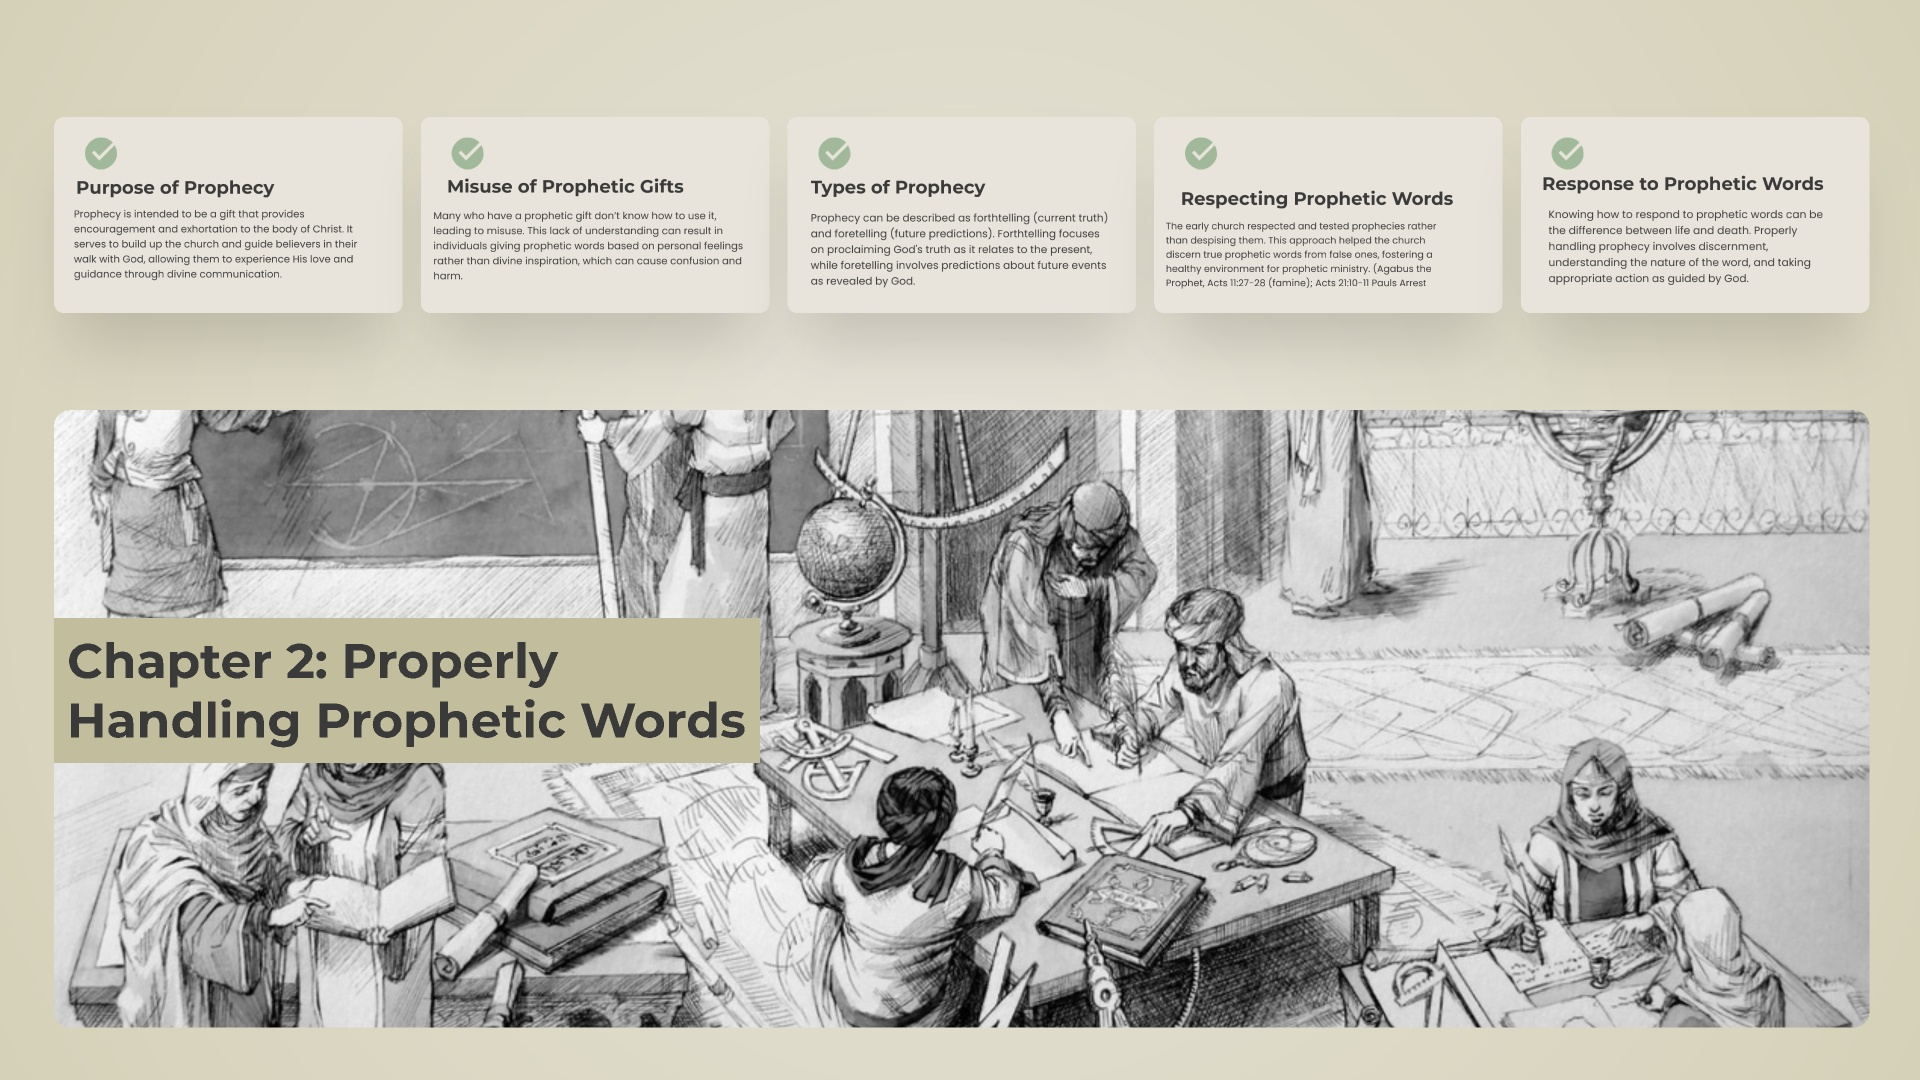 Purpose of Prophecy
Prophecy is intended to be a gift that provides
encouragement and exhortation to the body of Christ. It
serves to build up the church and guide believers in their
walk with God, allowing them to experience His love and
guidance through divine communication.
Misuse of Prophetic Gifts
Many who have a prophetic gift don’t know how to use it,
leading to misuse. This lack of understanding can result in
individuals giving prophetic words based on personal feelings
rather than divine inspiration, which can cause confusion and
harm.
Types of Prophecy
Prophecy can be described as forthtelling (current truth)
and foretelling (future predictions). Forthtelling focuses
on proclaiming God's truth as it relates to the present,
while foretelling involves predictions about future events
as revealed by God.
Respecting Prophetic Words
The early church respected and tested prophecies rather
than despising them. This approach helped the church
discern true prophetic words from false ones, fostering a
healthy environment for prophetic ministry. (Agabus the
Prophet, Acts 11:27-28 (famine); Acts 21:10-11 Pauls Arrest
Response to Prophetic Words
Knowing how to respond to prophetic words can be
the difference between life and death. Properly
handling prophecy involves discernment,
understanding the nature of the word, and taking
appropriate action as guided by God.
Chapter 2: Properly
Handling Prophetic Words